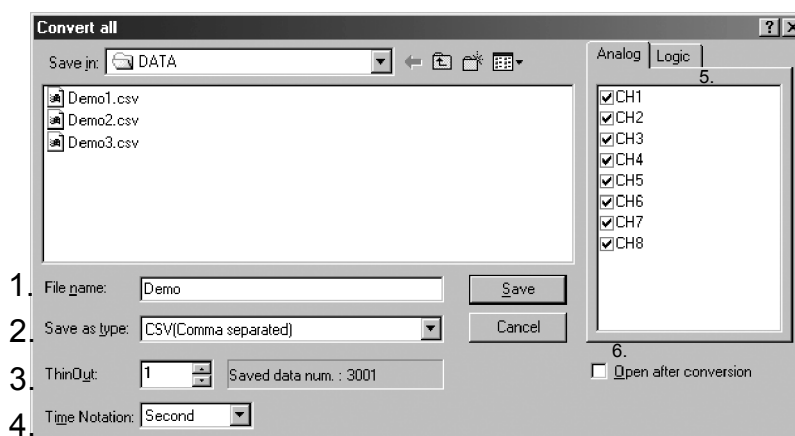 Convert all
Save in: DATA
Demo1.csv
Demo2.csv
Demo3.csv
1. File name: Demo Save
2. Save as type: CSV(Comma separated) Cancel
3. ThinOut: 1 Saved data num. : 3001
4. Time Notation: Second
Analog Logic
5.
CH1
CH2
CH3
CH4
CH5
CH6
CH7
CH8
6.
Open after conversion